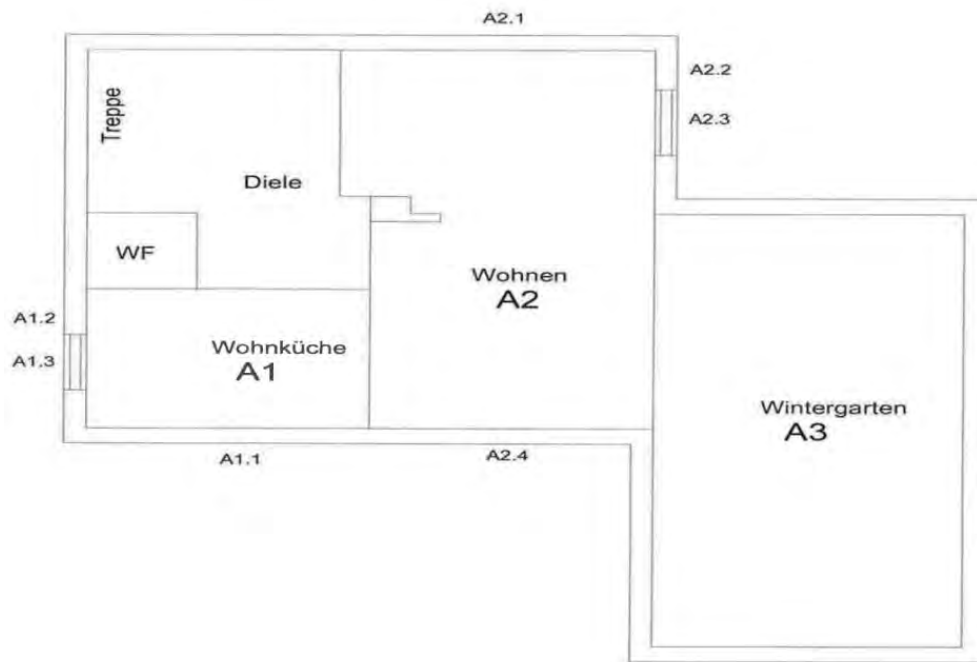 A2.1
A2.2
Treppe
A2.3
Diele
WF
Wohnen
A2
A1.2
Wohnküche
A1.3
A1
Wintergarten
A3
A1.1
A2.4